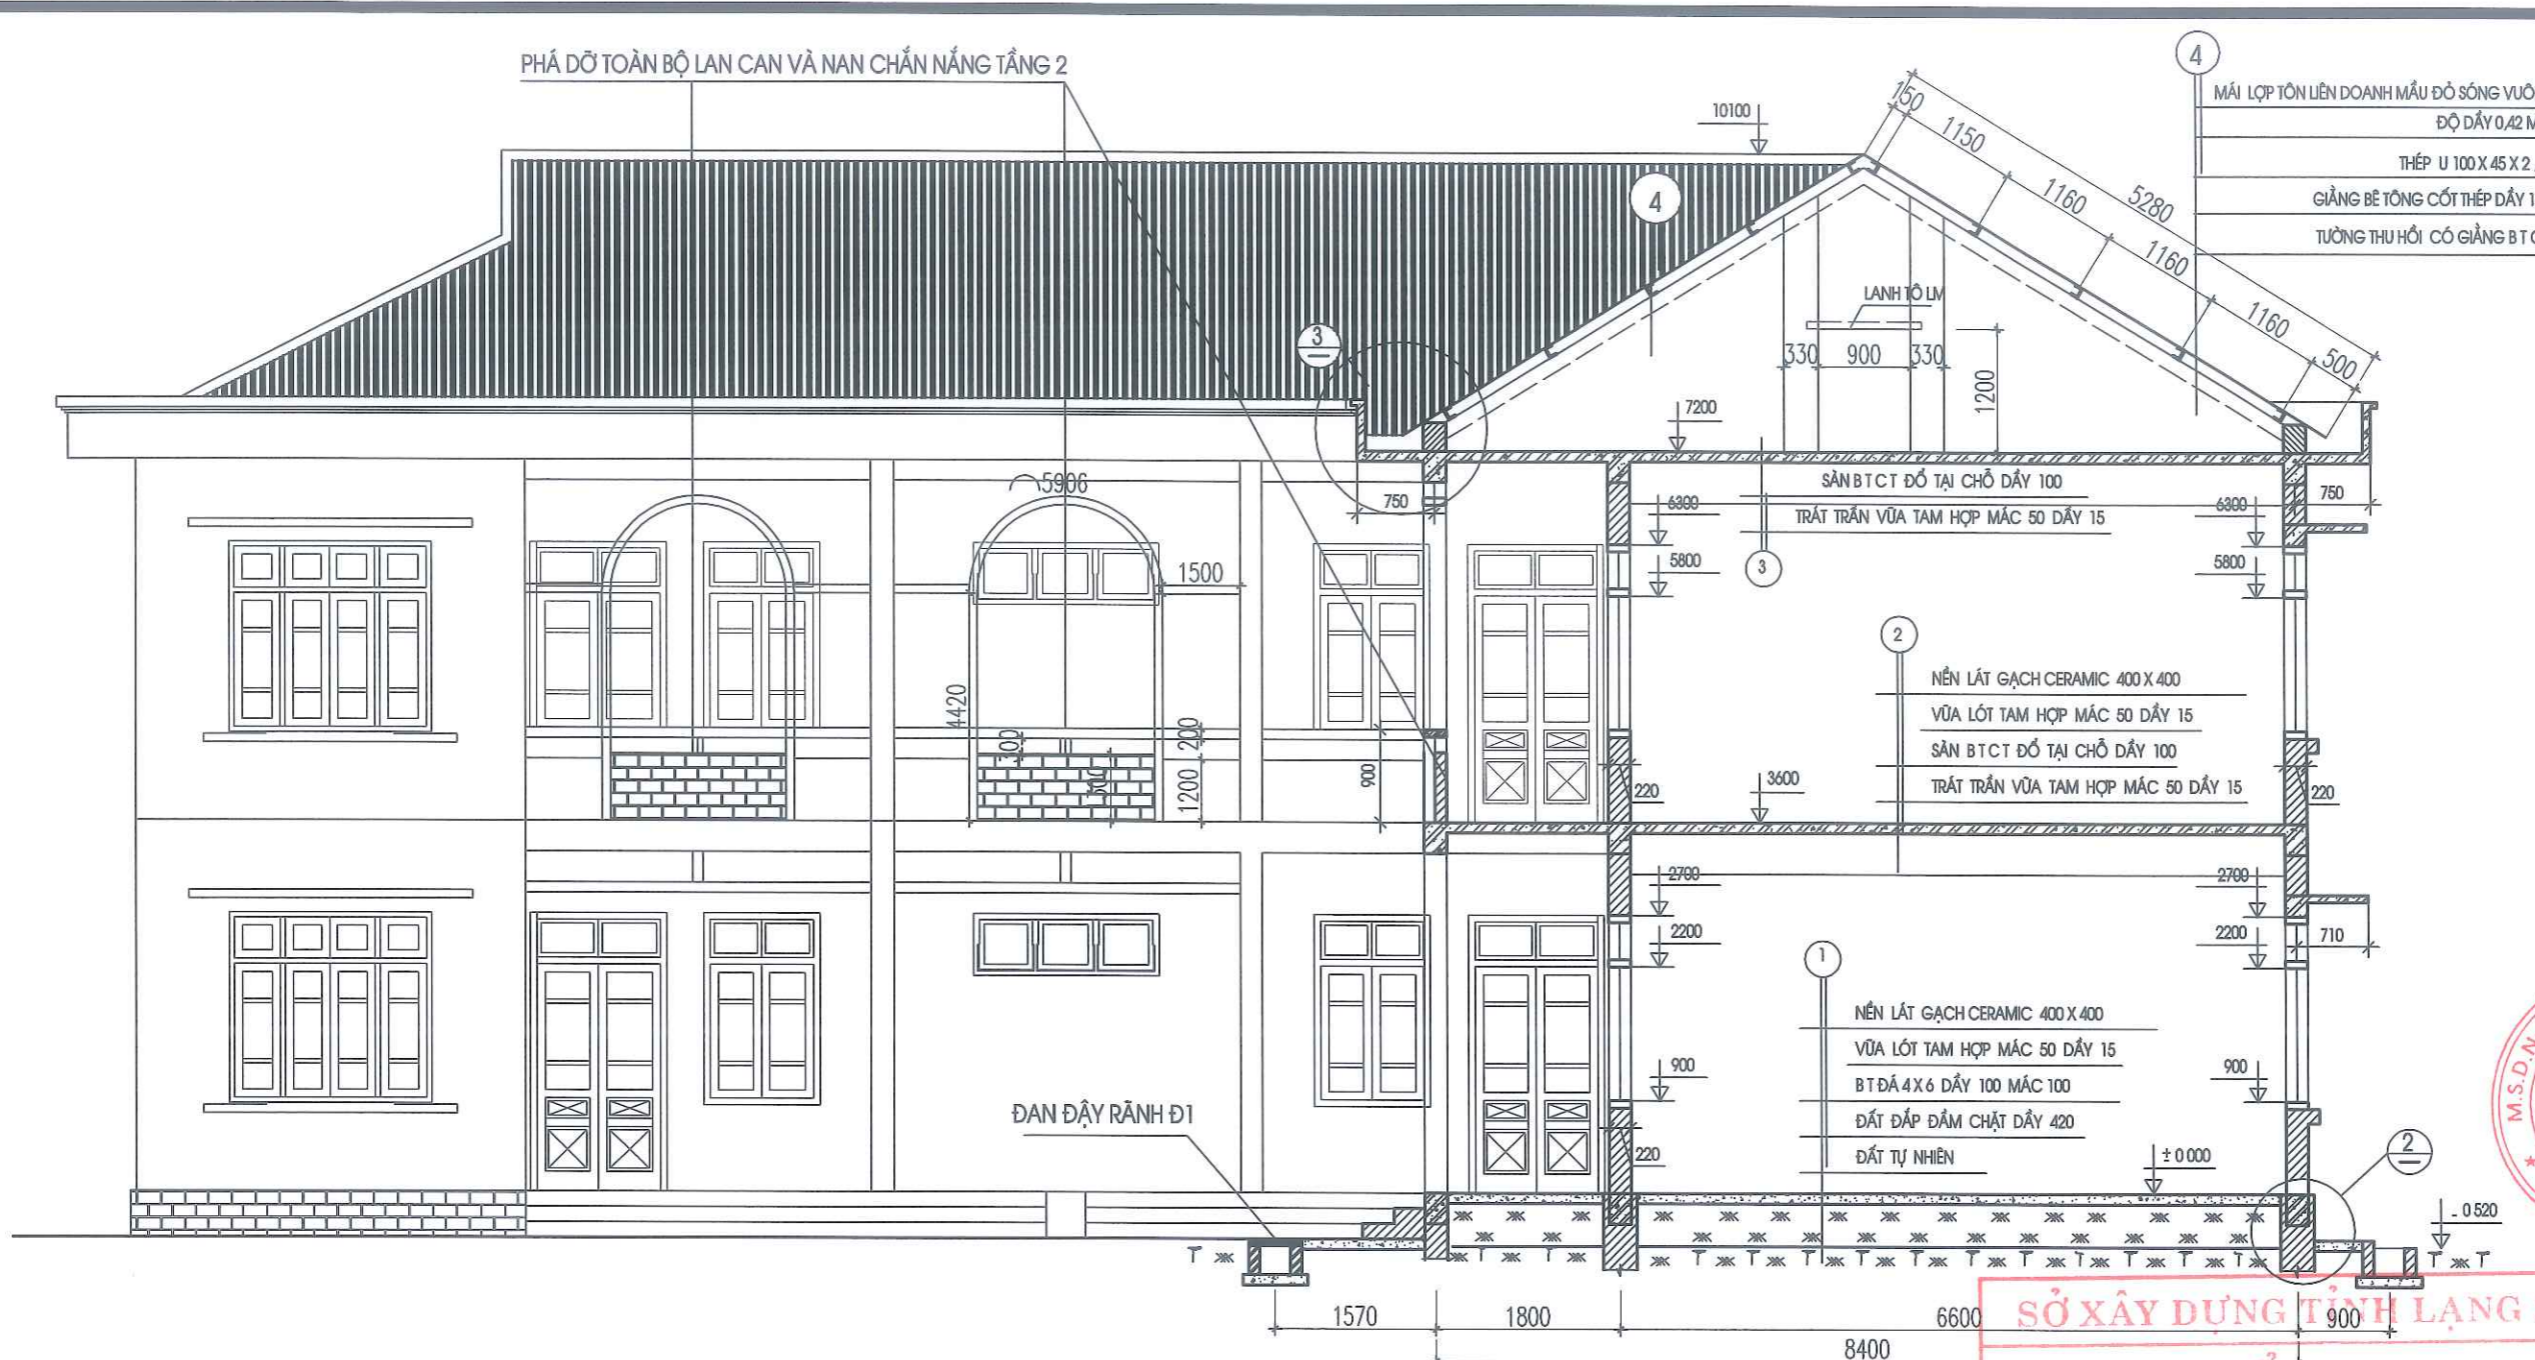 PHÁ DỠ TOÀN BỘ LAN CAN VÀ NAN CHẮN NẮNG TẦNG 2
4
MÁI LỢP TÔN LIÊN DOANH MẦU ĐỎ SÓNG VUÔ
ĐỘ DẦY 0,42 M
THÉP U 100 X 45 X 2
GIẰNG BÊ TÔNG CỐT THÉP DẦY 1
TƯỜNG THU HỒI CÓ GIẰNG B T
10100
150
1150
1160
5280
1160
1160
500
4
LANH TÔ LM
330 900 330
1200
3
7200
5906
750
SÀN B T C T ĐỔ TẠI CHỖ DẦY 100
TRÁT TRẦN VỮA TAM HỢP MÁC 50 DẦY 15
750
6300
6300
5800
3
5800
1500
2
NỀN LÁT GẠCH CERAMIC 400 X 400
VỮA LÓT TAM HỢP MÁC 50 DẦY 15
SÀN B T C T ĐỔ TẠI CHỖ DẦY 100
TRÁT TRẦN VỮA TAM HỢP MÁC 50 DẦY 15
4420
300
200
1200
900
220
3600
220
2700
2700
2200
2200
710
1
NỀN LÁT GẠCH CERAMIC 400 X 400
VỮA LÓT TAM HỢP MÁC 50 DẦY 15
B T ĐÁ 4 X 6 DẦY 100 MÁC 100
ĐẤT ĐẮP ĐẦM CHẶT DẦY 420
ĐẤT TỰ NHIÊN
900
900
220
ĐAN ĐẬY RÃNH Đ1
± 0 000
2
- 0 520
M.S.D.N
1570 1800 6600 900
8400
SỞ XÂY DỰNG TỈNH LẠNG